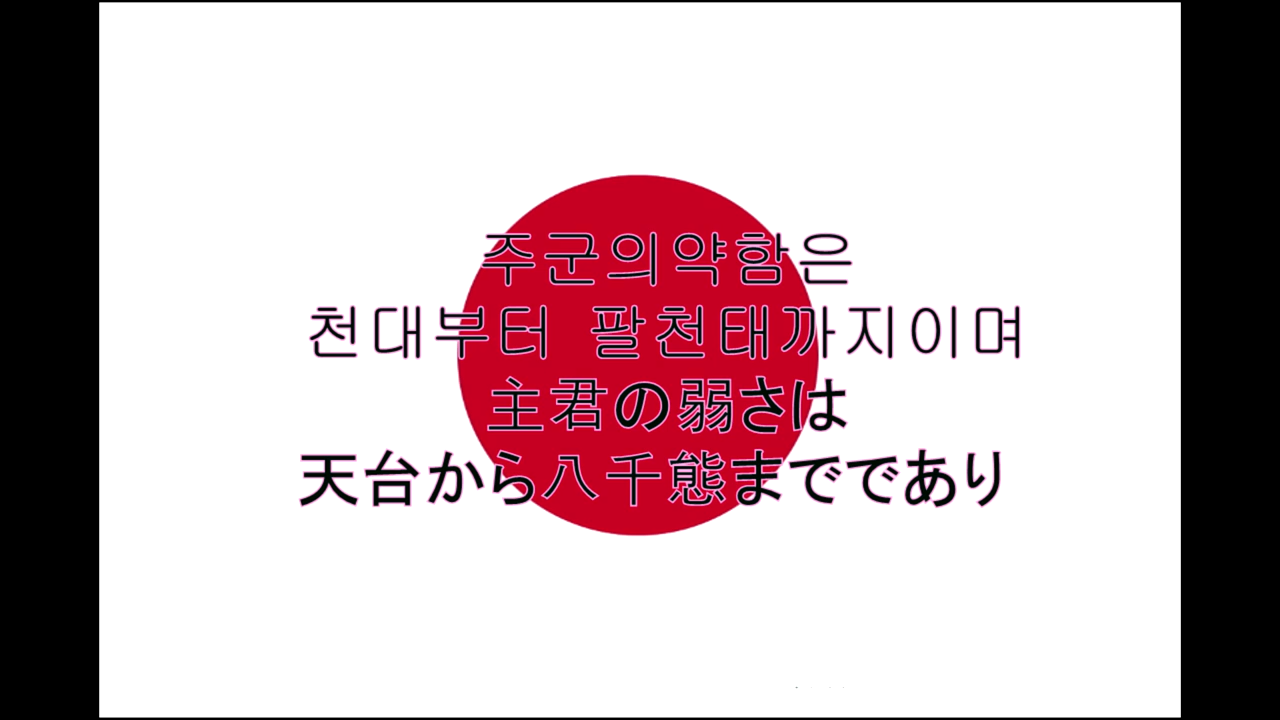 주군의약함은
천대부터 팔천태까지이며
主君の弱さは
天台から八千態まででであり